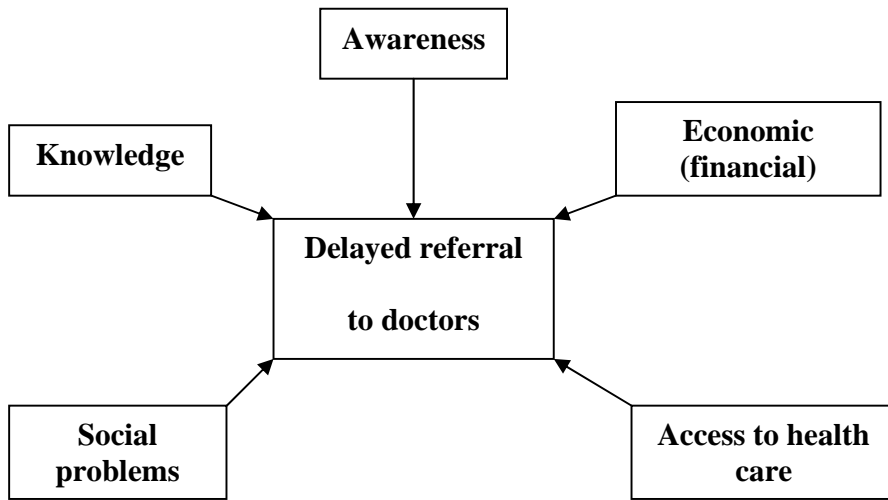 Awareness
Knowledge
Economic
(financial)
Delayed referral
to doctors
Social
problems
Access to health
care